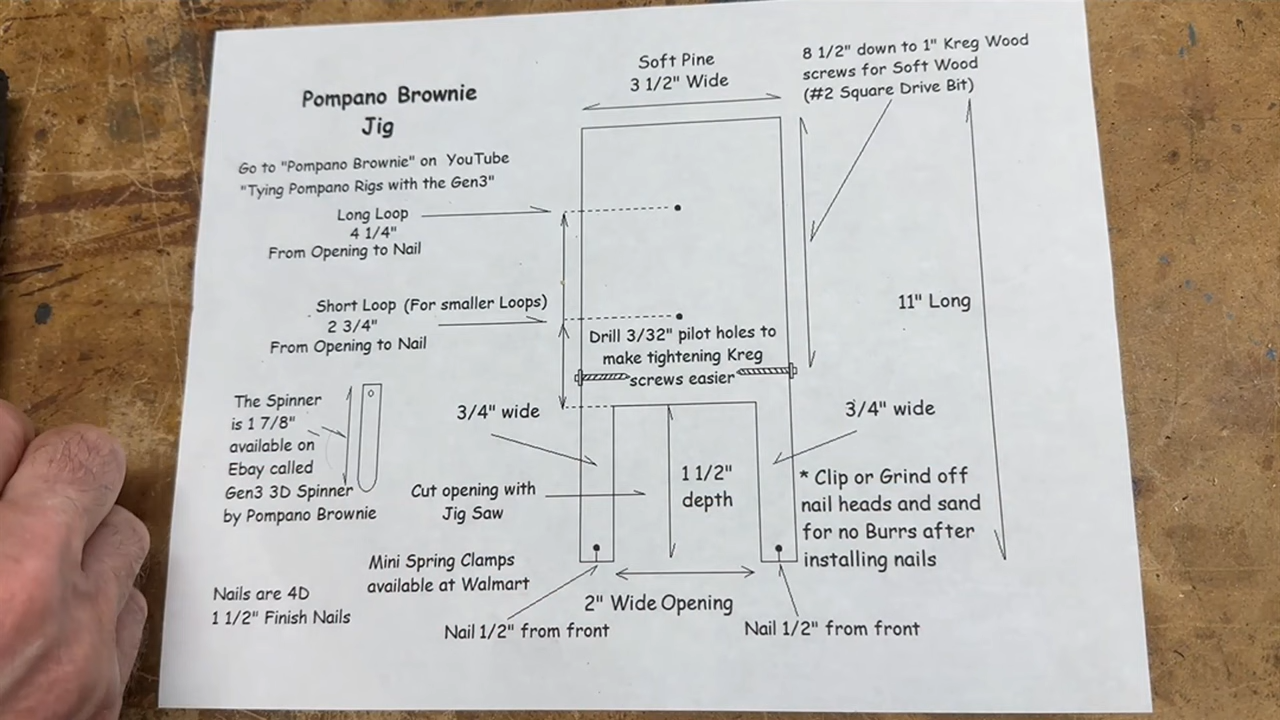 Pompano Brownie
Jig
Go to "Pompano Brownie" on YouTube
"Tying Pompano Rigs with the Gen3"
Long Loop
4 1/4"
From Opening to Nail
Short Loop (For smaller Loops)
2 3/4"
From Opening to Nail
The Spinner
is 1 7/8"
available on
Ebay called
Gen3 3D Spinner
by Pompano Brownie
Nails are 4D
1 1/2" Finish Nails
Soft Pine
3 1/2" Wide
8 1/2" down to 1" Kreg Wood
screws for Soft Wood
(#2 Square Drive Bit)
11" Long
Drill 3/32" pilot holes to
make tightening Kreg
screws easier
3/4" wide
3/4" wide
Cut opening with
Jig Saw
1 1/2"
depth
* Clip or Grind off
nail heads and sand
for no Burrs after
installing nails
Mini Spring Clamps
available at Walmart
2" Wide Opening
Nail 1/2" from front
Nail 1/2" from front